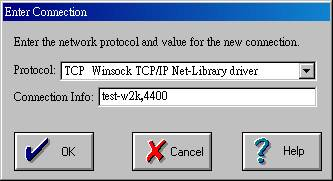 Enter Connection
Enter the network protocol and value for the new connection.
Protocol: TCP Winsock TCP/IP Net-Library driver
Connection Info: test-w2k,4400
OK Cancel Help